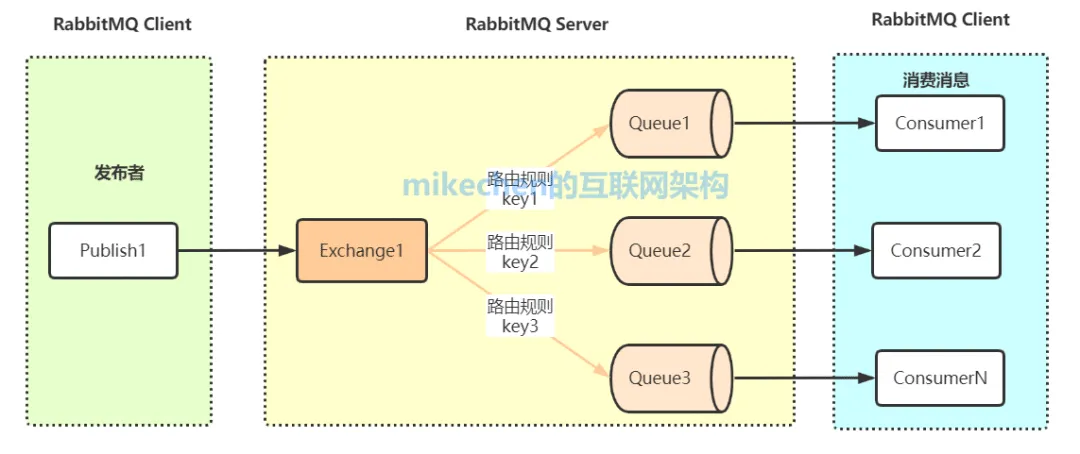 RabbitMQ Client
RabbitMQ Server
RabbitMQ Client
发布者
Publish1
Exchange1
路由规则
key1
路由规则
key2
路由规则
key3
Queue1
Queue2
Queue3
消费消息
Consumer1
Consumer2
ConsumerN
mikechen的互联网架构